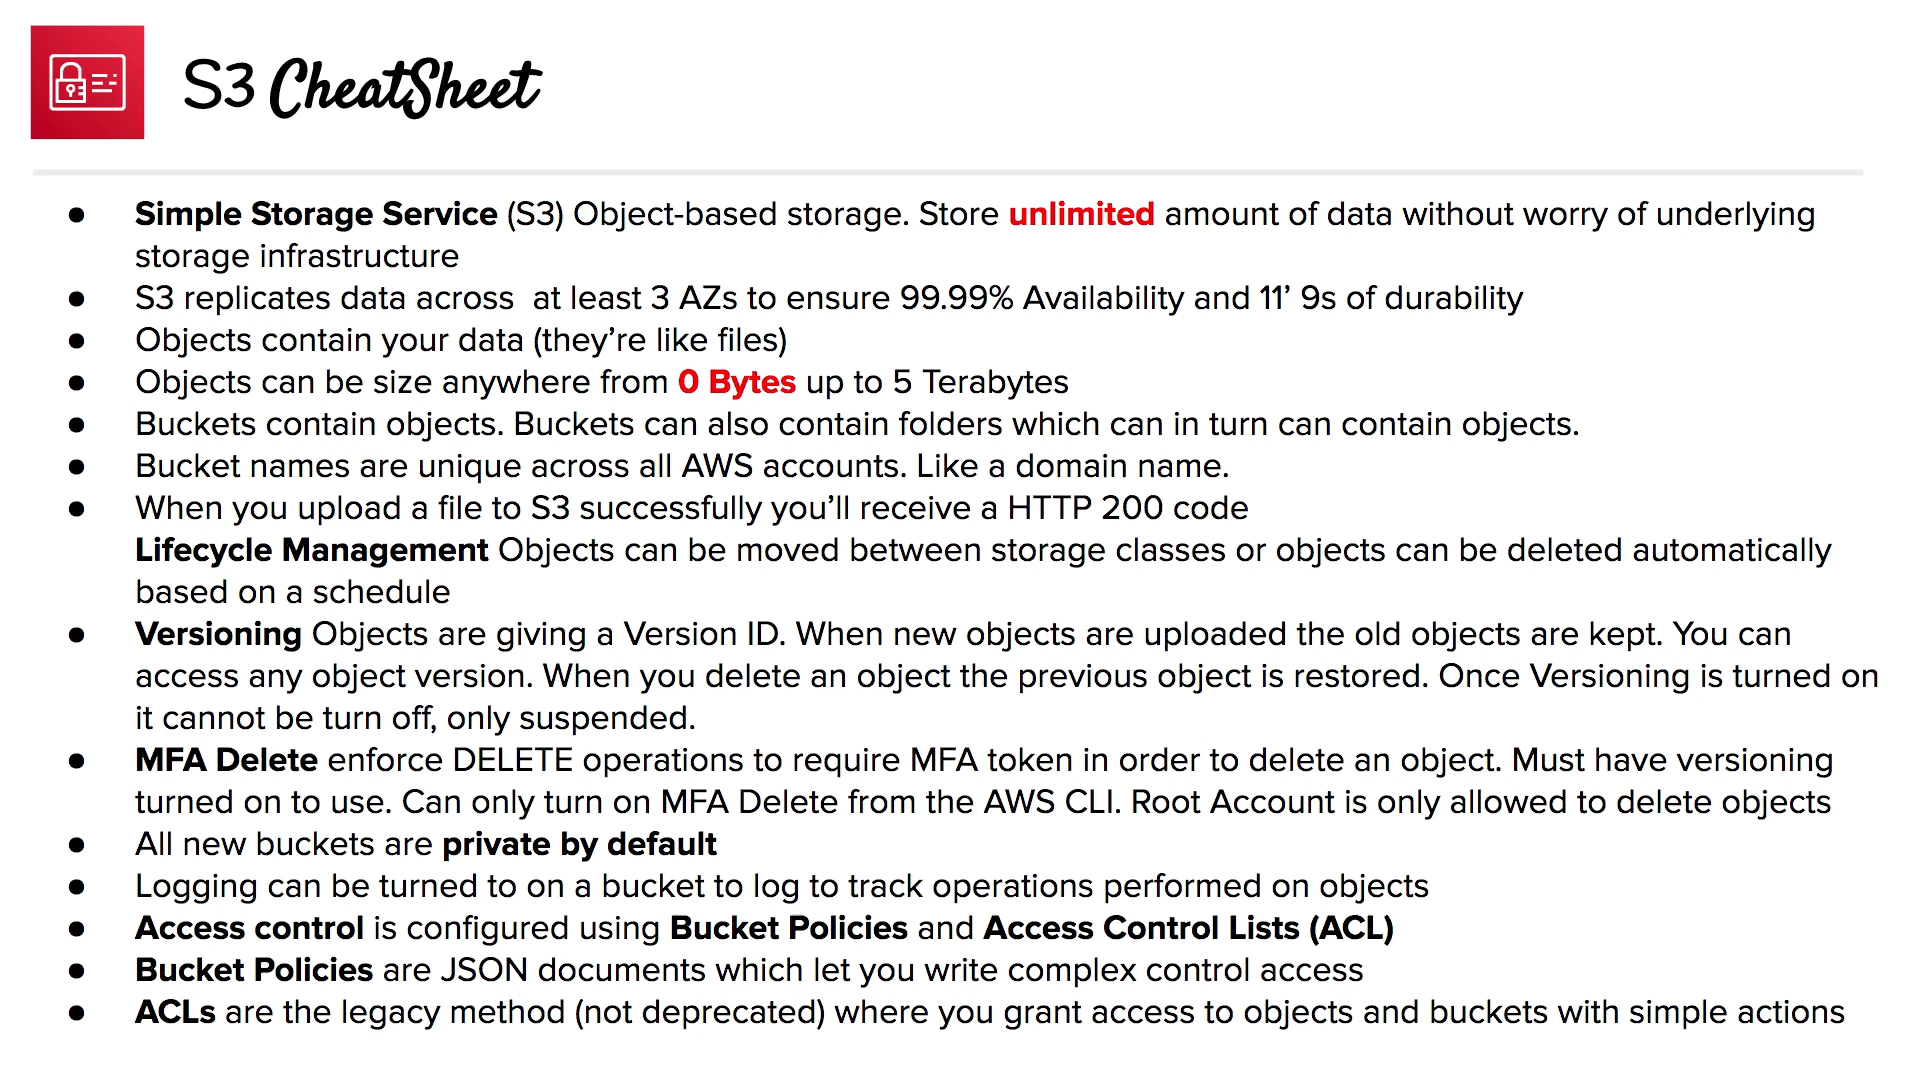 S3 CheatSheet
● Simple Storage Service (S3) Object-based storage. Store unlimited amount of data without worry of underlying
storage infrastructure
● S3 replicates data across  at least 3 AZs to ensure 99.99% Availability and 11’ 9s of durability
● Objects contain your data (they’re like files)
● Objects can be size anywhere from 0 Bytes up to 5 Terabytes
● Buckets contain objects. Buckets can also contain folders which can in turn can contain objects.
● Bucket names are unique across all AWS accounts. Like a domain name.
● When you upload a file to S3 successfully you’ll receive a HTTP 200 code
Lifecycle Management Objects can be moved between storage classes or objects can be deleted automatically
based on a schedule
● Versioning Objects are giving a Version ID. When new objects are uploaded the old objects are kept. You can
access any object version. When you delete an object the previous object is restored. Once Versioning is turned on
it cannot be turn off, only suspended.
● MFA Delete enforce DELETE operations to require MFA token in order to delete an object. Must have versioning
turned on to use. Can only turn on MFA Delete from the AWS CLI. Root Account is only allowed to delete objects
● All new buckets are private by default
● Logging can be turned to on a bucket to log to track operations performed on objects
● Access control is configured using Bucket Policies and Access Control Lists (ACL)
● Bucket Policies are JSON documents which let you write complex control access
● ACLs are the legacy method (not deprecated) where you grant access to objects and buckets with simple actions